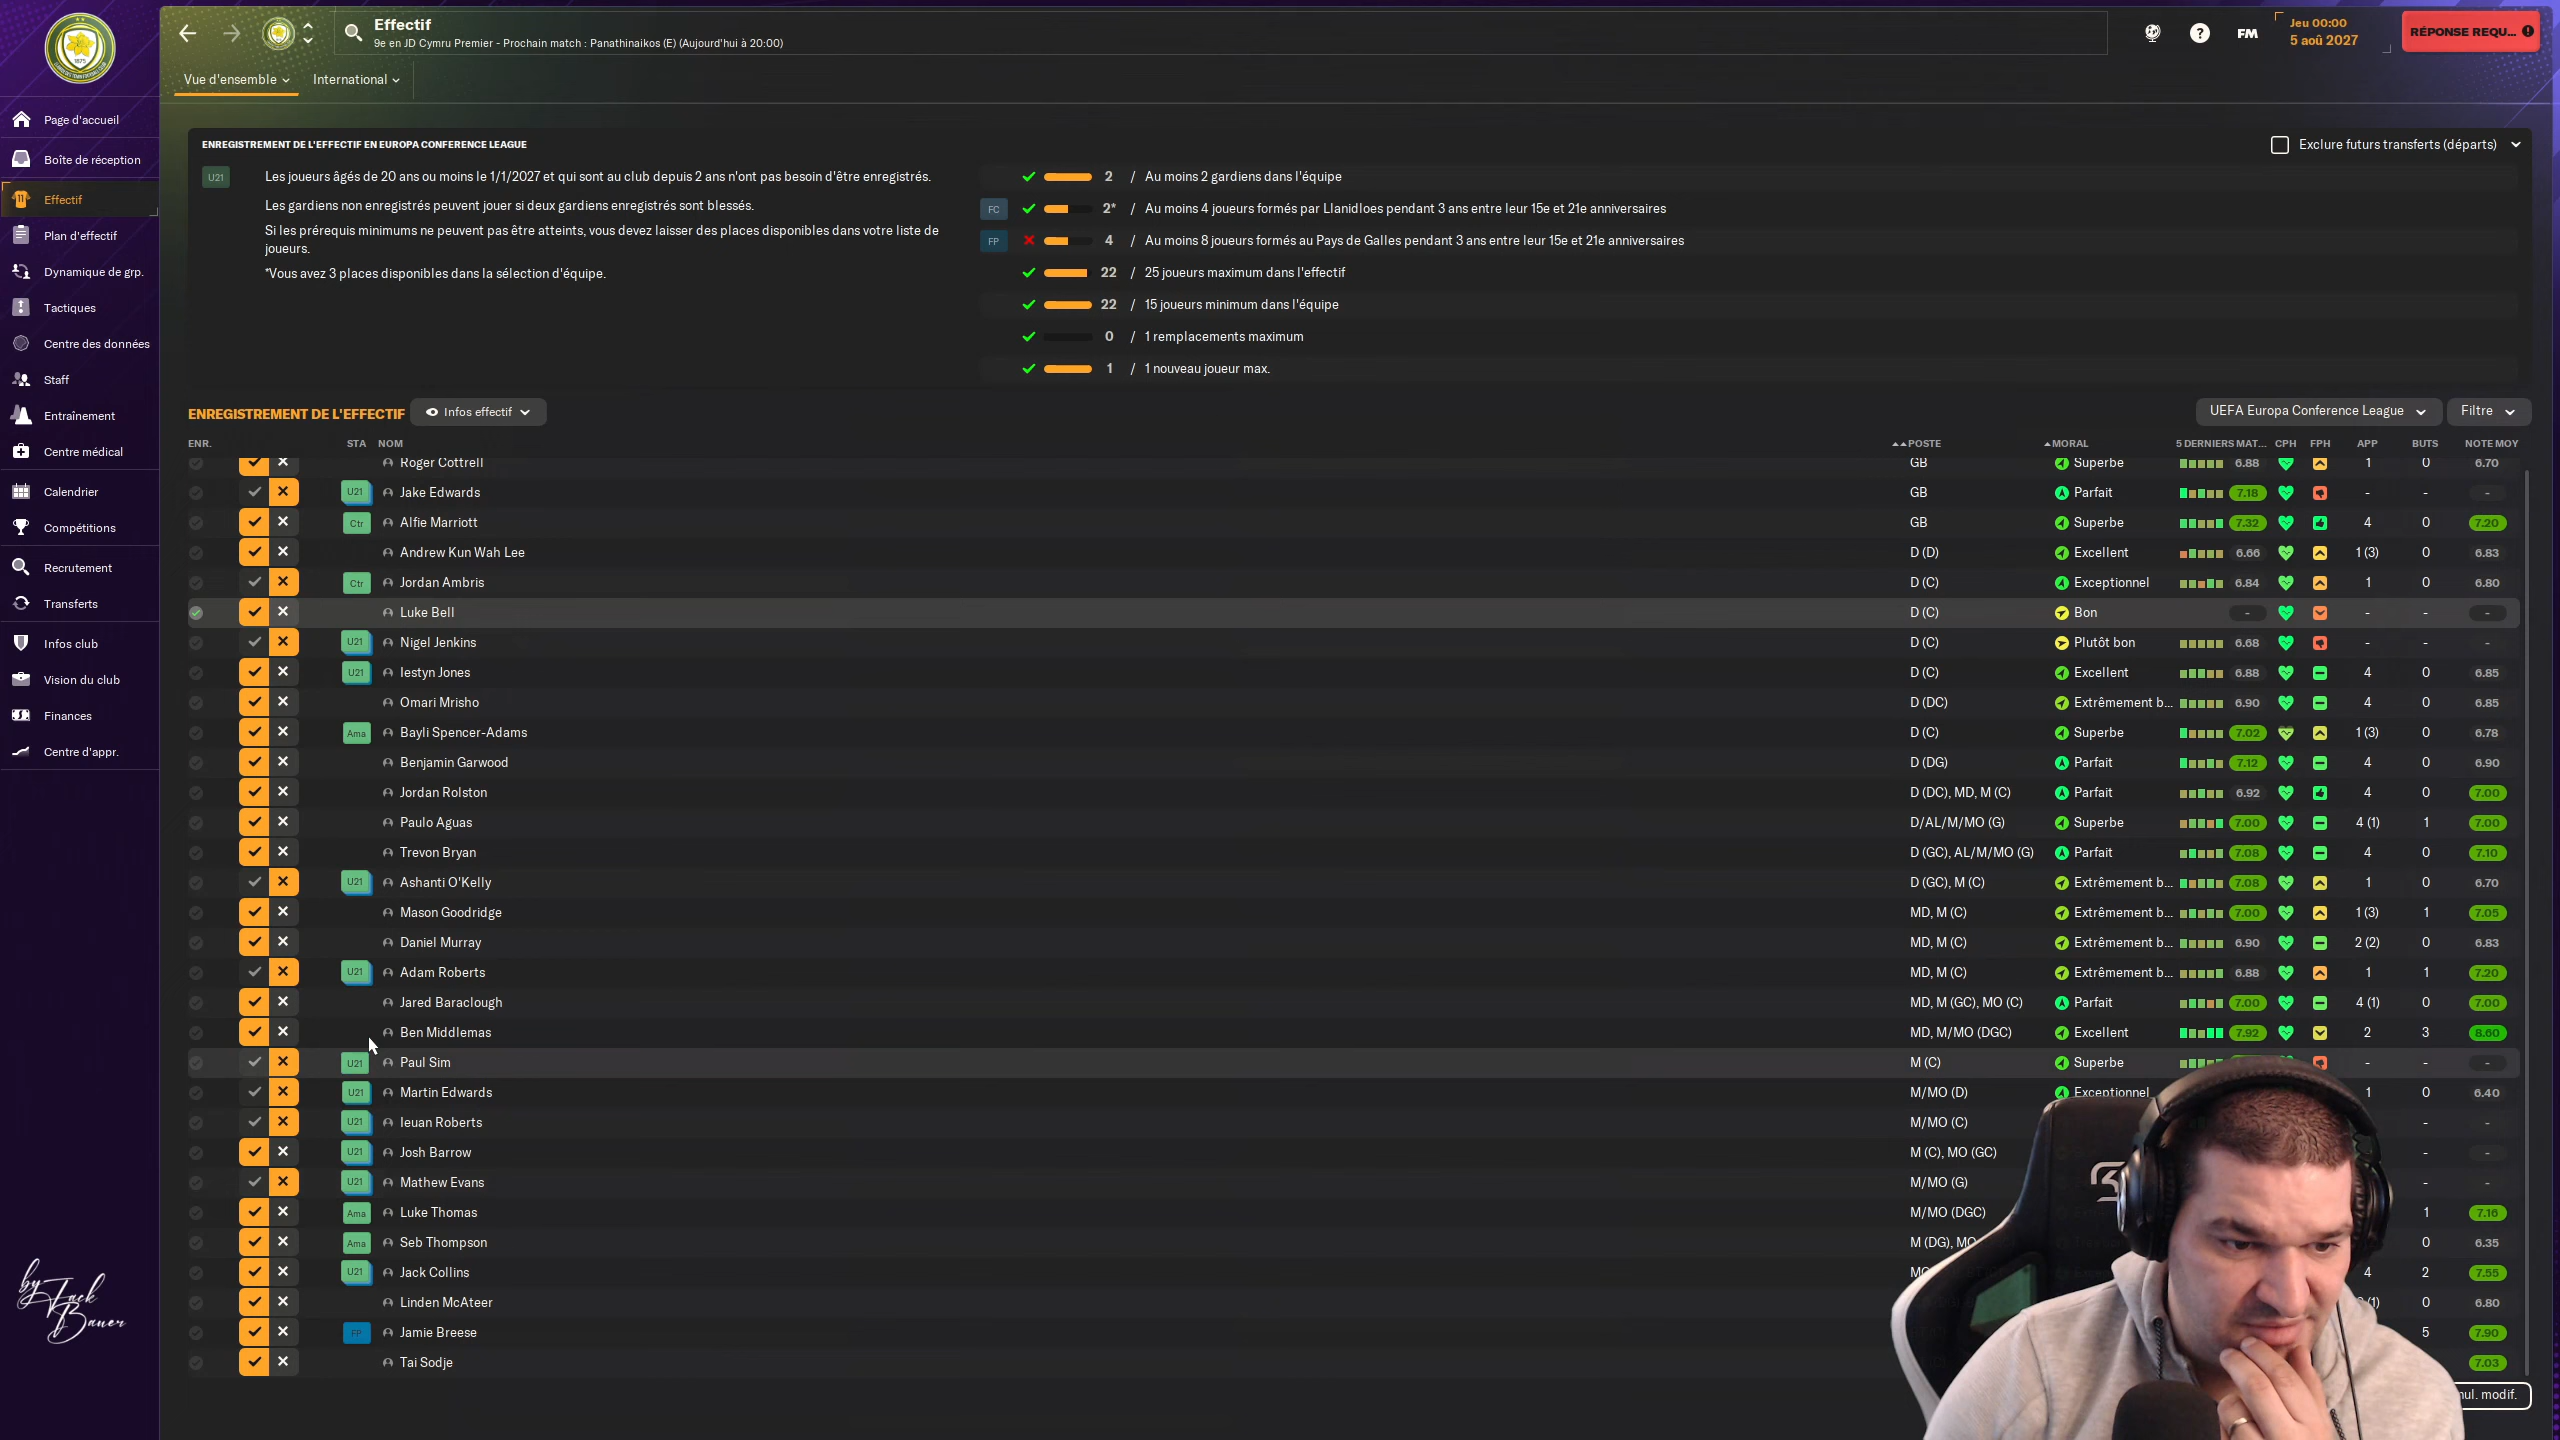 Effectif
9e en JD Cymru Premier - Prochain match : Panathinaikos (E) (Aujourd'hui à 20:00)
FM
Jeu 00:00
5 aoû 2027
RÉPONSE REQU...
Vue d'ensemble
International
Page d'accueil
Boîte de réception
Effectif
Plan d'effectif
Dynamique de grp.
Tactiques
Centre des données
Staff
Entraînement
Centre médical
Calendrier
Compétitions
Recrutement
Transferts
Infos club
Vision du club
Finances
Centre d'appr.
by Jack Bauer
ENREGISTREMENT DE L'EFFECTIF EN EUROPA CONFERENCE LEAGUE
Exclure futurs transferts (départs)
U21 Les joueurs âgés de 20 ans ou moins le 1/1/2027 et qui sont au club depuis 2 ans n'ont pas besoin d'être enregistrés.
Les gardiens non enregistrés peuvent jouer si deux gardiens enregistrés sont blessés.
Si les prérequis minimums ne peuvent pas être atteints, vous devez laisser des places disponibles dans votre liste de
joueurs.
*Vous avez 3 places disponibles dans la sélection d'équipe.
2 / Au moins 2 gardiens dans l'équipe
FC 2* / Au moins 4 joueurs formés par Llanidloes pendant 3 ans entre leur 15e et 21e anniversaires
FP 4 / Au moins 8 joueurs formés au Pays de Galles pendant 3 ans entre leur 15e et 21e anniversaires
22 / 25 joueurs maximum dans l'effectif
22 / 15 joueurs minimum dans l'équipe
0 / 1 remplacements maximum
1 / 1 nouveau joueur max.
ENREGISTREMENT DE L'EFFECTIF
Infos effectif
UEFA Europa Conference League
Filtre
ENR. STA NOM POSTE MORAL 5 DERNIERS MAT... CPH FPH APP BUTS NOTE MOY
Roger Cottrell GB Superbe 6.88 1 0 6.70
U21 Jake Edwards GB Parfait 7.18 - - -
Ctr Alfie Marriott GB Superbe 7.32 4 0 7.20
Andrew Kun Wah Lee D (D) Excellent 6.66 1 (3) 0 6.83
Ctr Jordan Ambris D (C) Exceptionnel 6.84 1 0 6.80
Luke Bell D (C) Bon - - - -
U21 Nigel Jenkins D (C) Plutôt bon 6.68 - - -
U21 Iestyn Jones D (C) Excellent 6.88 4 0 6.85
Omari Mrisho D (DC) Extrêmement b... 6.90 4 0 6.85
Ama Bayli Spencer-Adams D (C) Superbe 7.02 1 (3) 0 6.78
Benjamin Garwood D (DG) Parfait 7.12 4 0 6.90
Jordan Rolston D (DC), MD, M (C) Parfait 6.92 4 0 7.00
Paulo Aguas D/AL/M/MO (G) Superbe 7.00 4 (1) 1 7.00
Trevon Bryan D (GC), AL/M/MO (G) Parfait 7.08 4 0 7.10
U21 Ashanti O'Kelly D (GC), M (C) Extrêmement b... 7.08 1 0 6.70
Mason Goodridge MD, M (C) Extrêmement b... 7.00 1 (3) 1 7.05
Daniel Murray MD, M (C) Extrêmement b... 6.90 2 (2) 0 6.83
U21 Adam Roberts MD, M (C) Extrêmement b... 6.88 1 1 7.20
Jared Baraclough MD, M (GC), MO (C) Parfait 7.00 4 (1) 0 7.00
Ben Middlemas MD, M/MO (DGC) Excellent 7.92 2 3 8.60
U21 Paul Sim M (C) Superbe - - -
U21 Martin Edwards M/MO (D) Exceptionnel 1 0 6.40
U21 Ieuan Roberts M/MO (C) - -
U21 Josh Barrow M (C), MO (GC) - -
U21 Mathew Evans M/MO (G) - -
Ama Luke Thomas M/MO (DGC) 1 7.16
Ama Seb Thompson M (DG), MO 0 6.35
U21 Jack Collins 4 2 7.55
Linden McAteer (1) 0 6.80
FP Jamie Breese 5 7.90
Tai Sodje 7.03
modif.